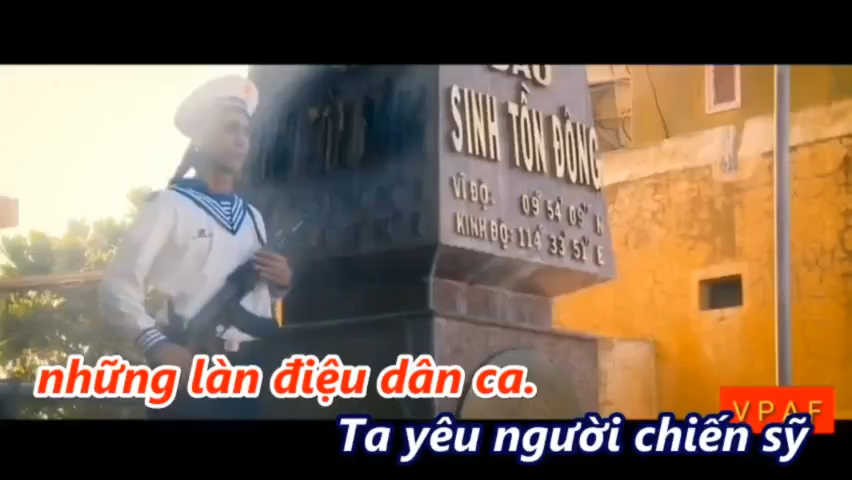 ĐẢO
SINH TỒN ĐÔNG
VĨ ĐỘ: 09° 54' 09" N
KINH ĐỘ: 114° 33' 51" E
những làn điệu dân ca.
VPAF
Ta yêu người chiến sỹ